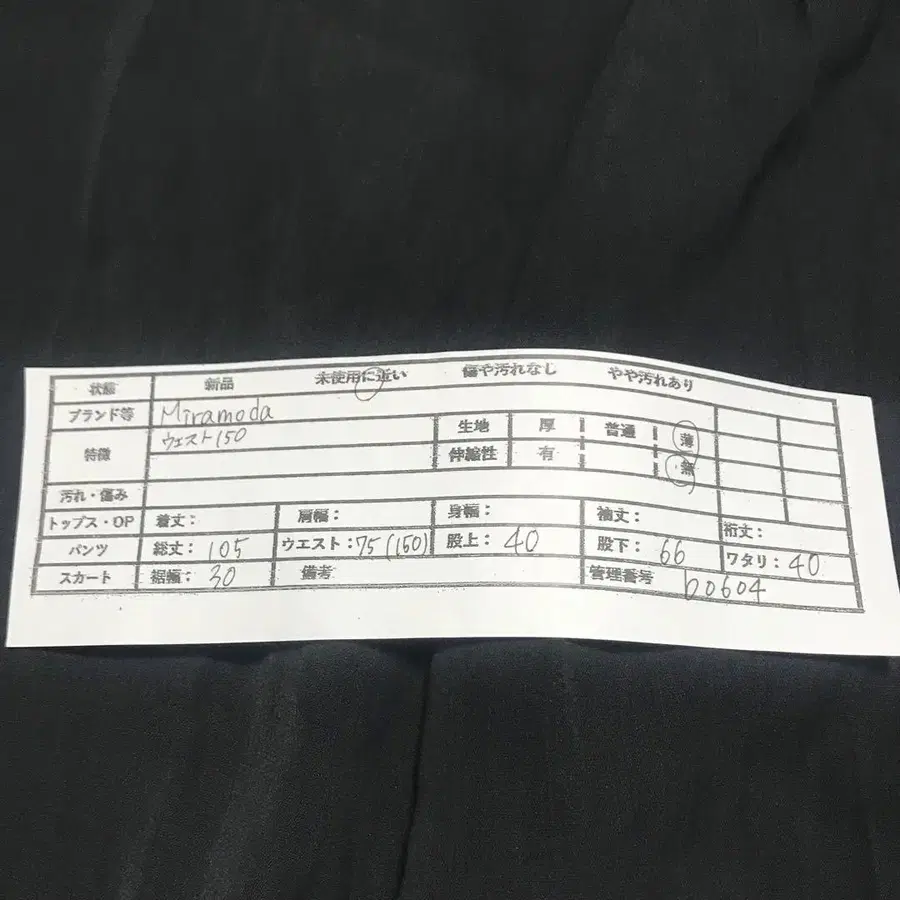 状態 新品 未使用に近い 傷や汚れなし やや汚れあり
ブランド等 Miramoda
特徴 ウェスト150
生地 厚 普通 薄
伸縮性 有 無
汚れ・傷み
トップス・OP 着丈: 肩幅: 身幅: 袖丈: 裄丈:
パンツ 総丈: 105 ウエスト: 75 (150) 股上: 40 股下: 66 ワタリ: 40
スカート 裾幅: 30 備考 管理番号 b0604